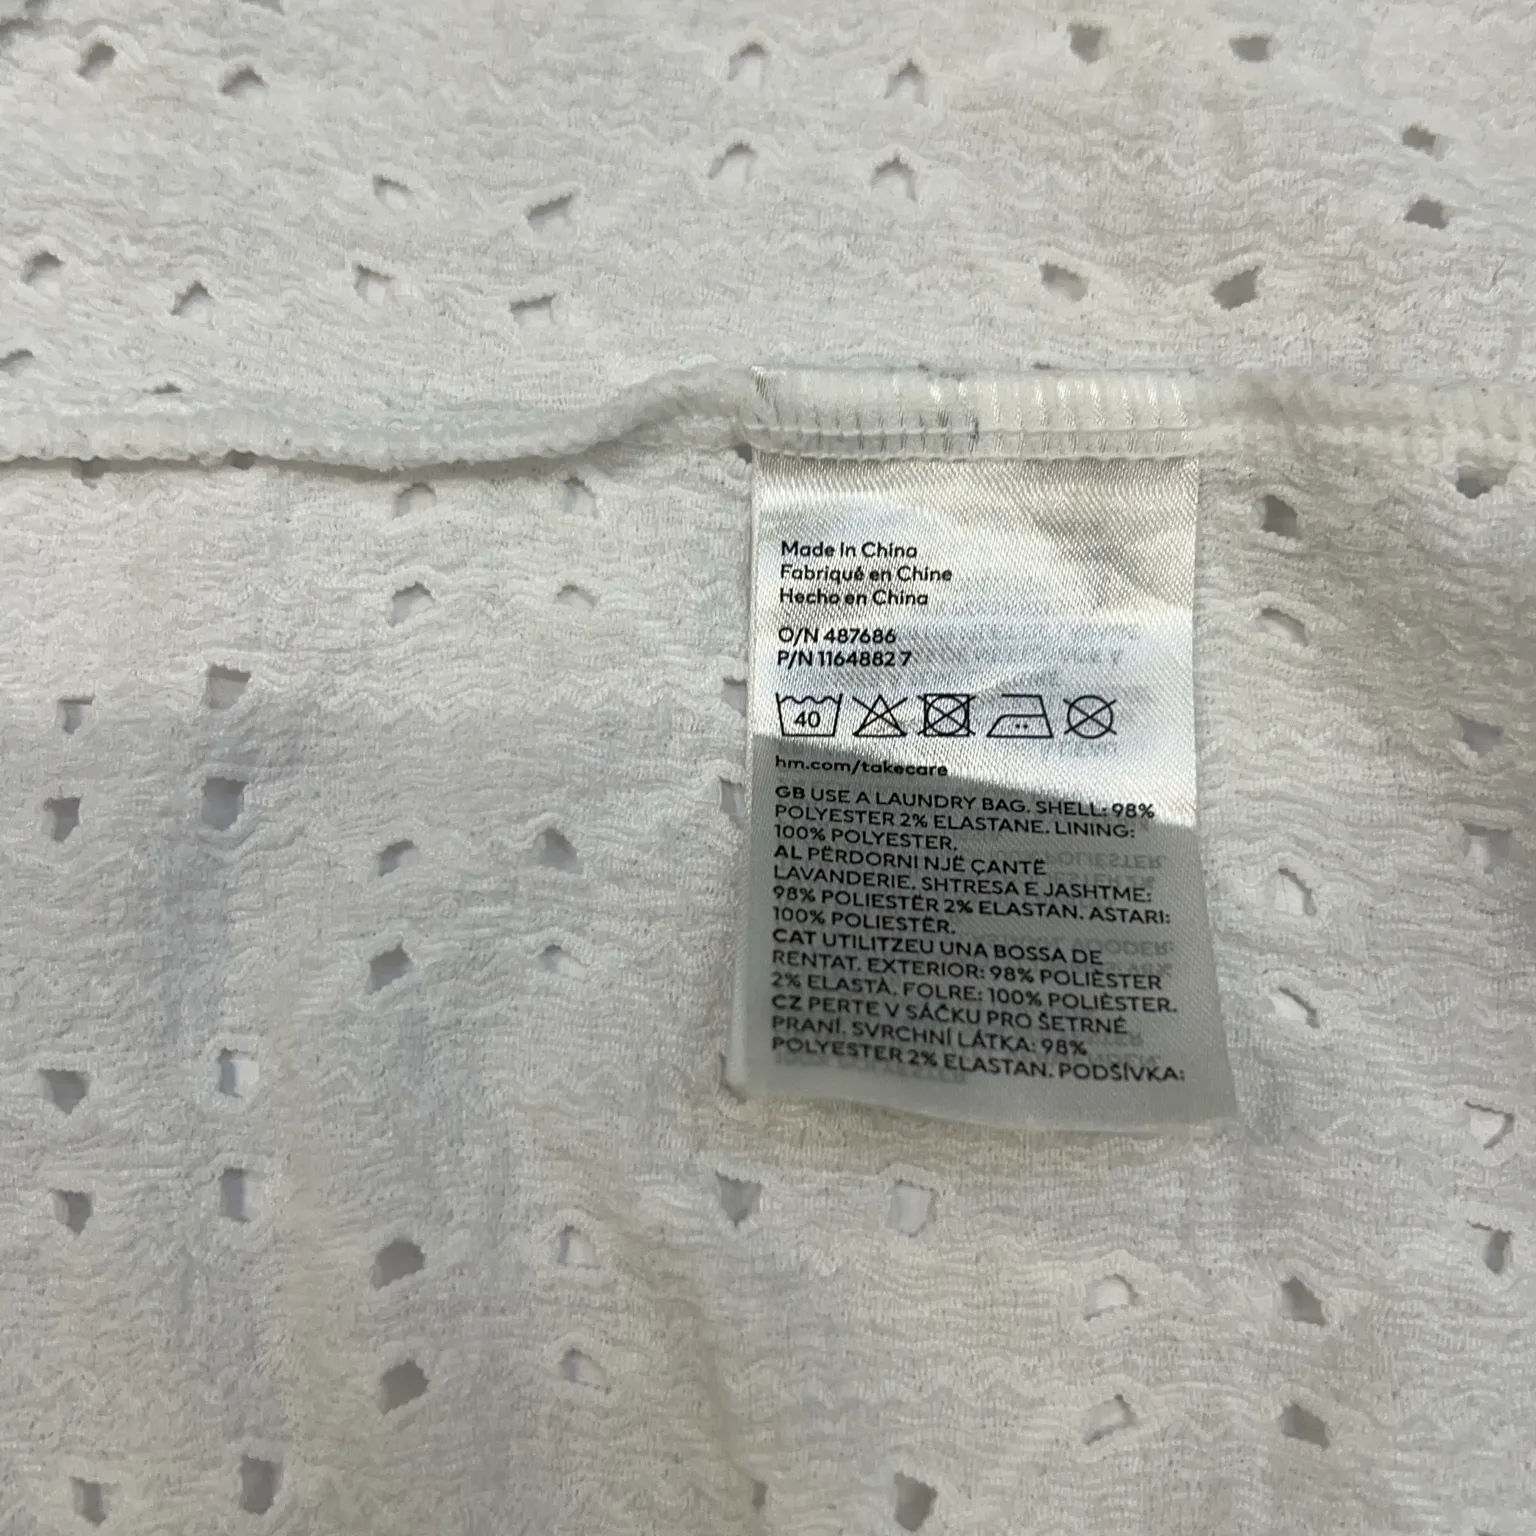 Made In China
Fabriqué en Chine
Hecho en China
O/N 487686
P/N 1164882 7
40
hm.com/takecare
GB USE A LAUNDRY BAG. SHELL: 98%
POLYESTER 2% ELASTANE. LINING:
100% POLYESTER.
AL PËRDORNI NJË ÇANTË
LAVANDERIE. SHTRESA E JASHTME:
98% POLIESTËR 2% ELASTAN. ASTARI:
100% POLIESTËR.
CAT UTILITZEU UNA BOSSA DE
RENTAT. EXTERIOR: 98% POLIÈSTER
2% ELASTÀ. FOLRE: 100% POLIÈSTER.
CZ PERTE V SÁČKU PRO ŠETRNÉ
PRANÍ. SVRCHNÍ LÁTKA: 98%
POLYESTER 2% ELASTAN. PODŠÍVKA: